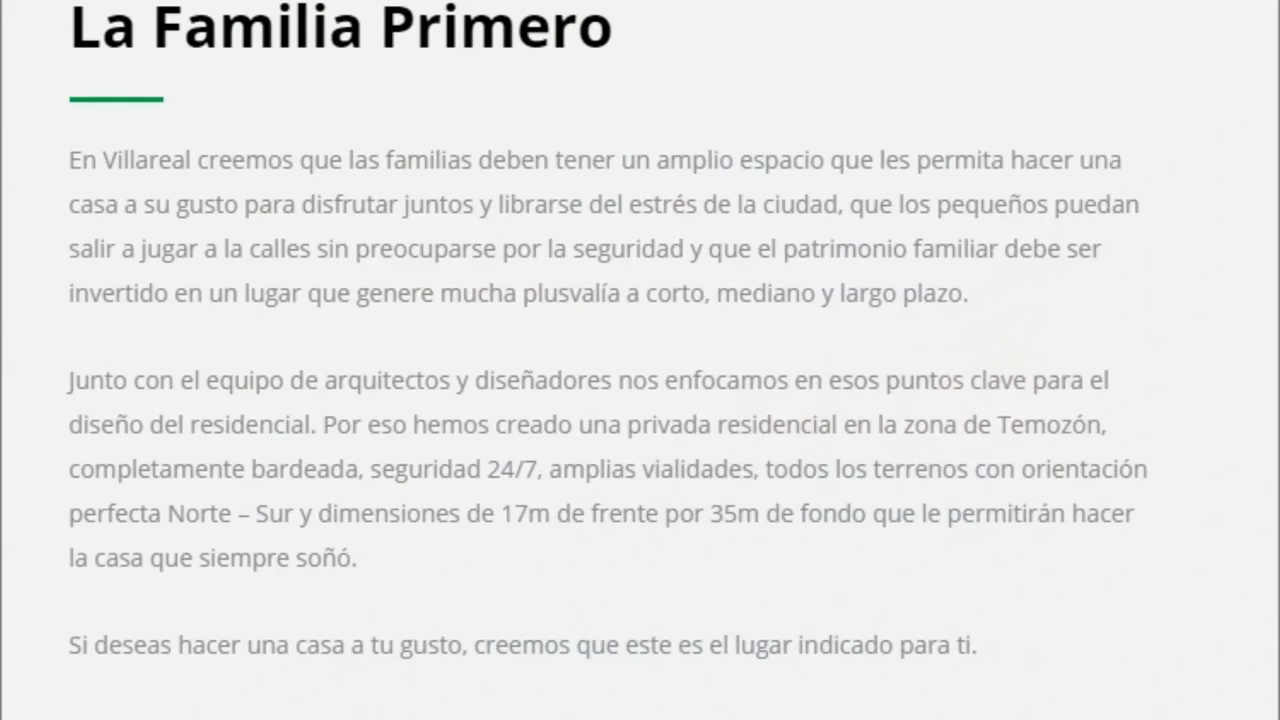 La Familia Primero
En Villareal creemos que las familias deben tener un amplio espacio que les permita hacer una
casa a su gusto para disfrutar juntos y librarse del estrés de la ciudad, que los pequeños puedan
salir a jugar a la calles sin preocuparse por la seguridad y que el patrimonio familiar debe ser
invertido en un lugar que genere mucha plusvalía a corto, mediano y largo plazo.
Junto con el equipo de arquitectos y diseñadores nos enfocamos en esos puntos clave para el
diseño del residencial. Por eso hemos creado una privada residencial en la zona de Temozón,
completamente bardeada, seguridad 24/7, amplias vialidades, todos los terrenos con orientación
perfecta Norte – Sur y dimensiones de 17m de frente por 35m de fondo que le permitirán hacer
la casa que siempre soñó.
Si deseas hacer una casa a tu gusto, creemos que este es el lugar indicado para ti.